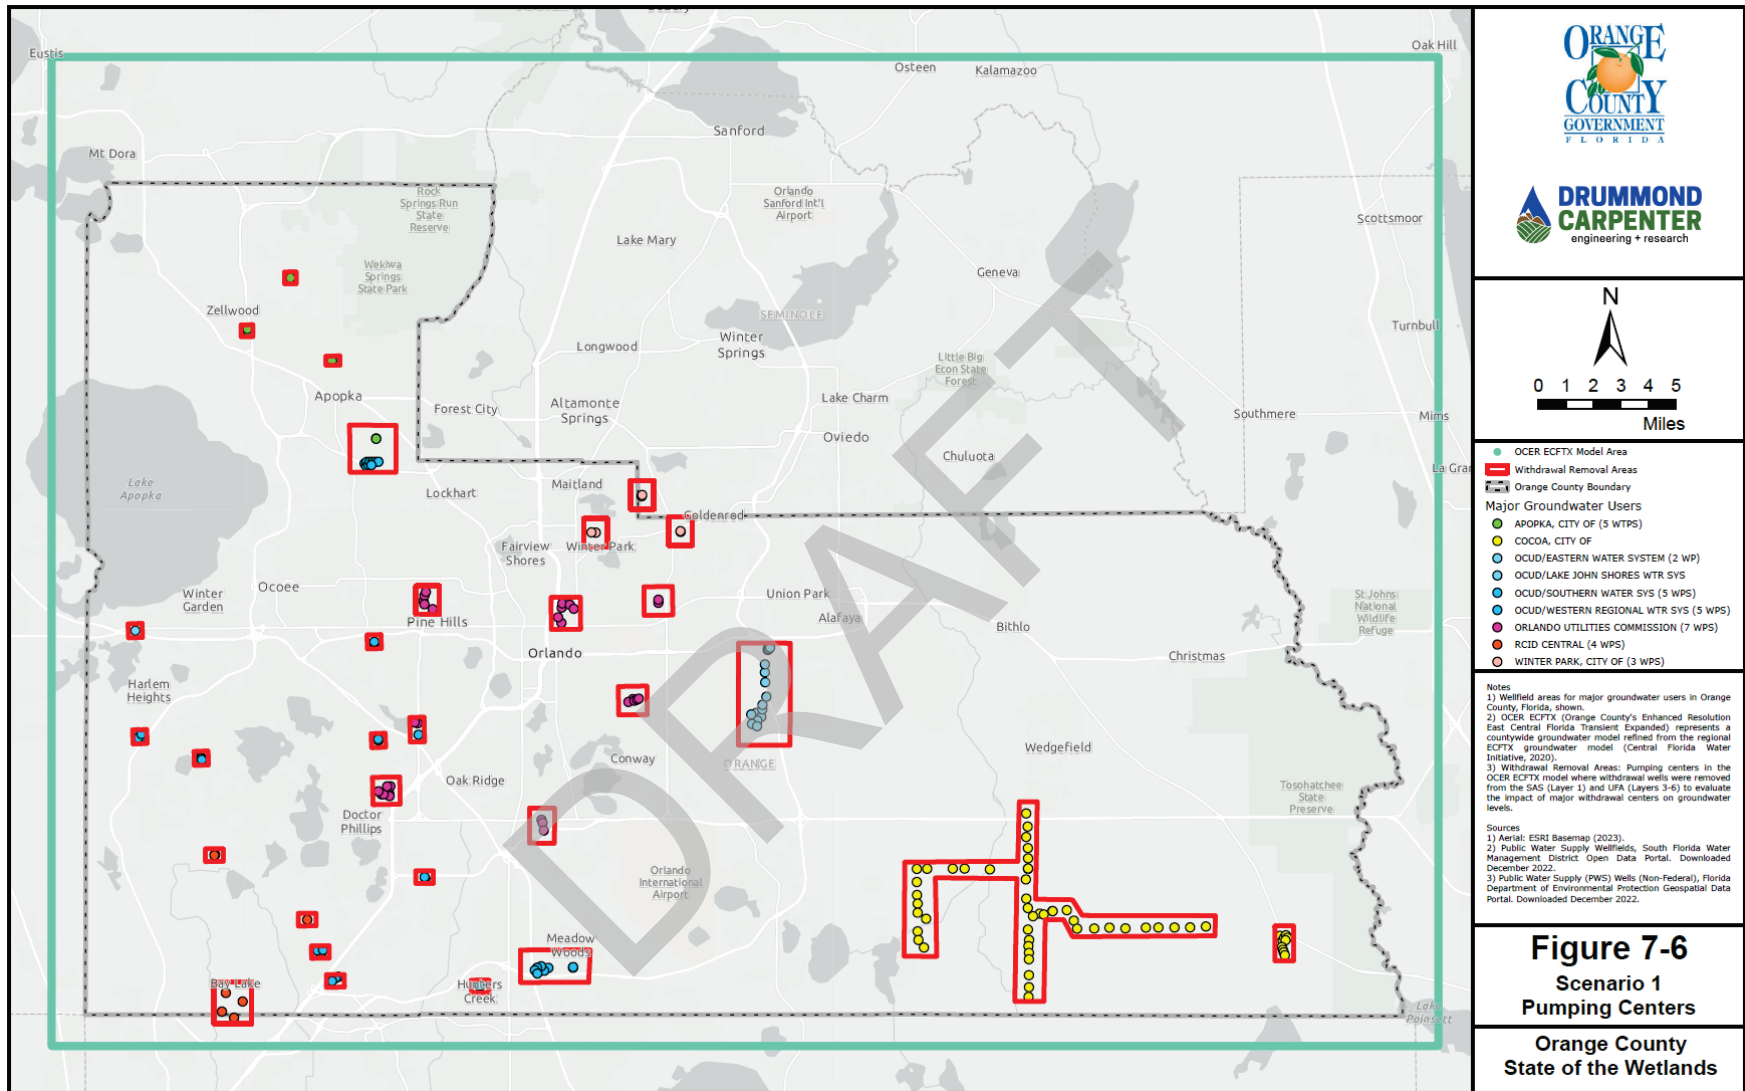 Eustis
Oak Hill
Osteen
Kalamazoo
Sanford
Mt Dora
Rock
Springs Run
State
Reserve
Orlando
Sanford Int'l
Airport
Scottsmoor
Lake Mary
Wekiwa
Springs
State Park
Geneva
Zellwood
SEMINOLE
Turnbull
Longwood
Winter
Springs
Little Big
Econ State
Forest
Apopka
Forest City
Altamonte
Springs
Lake Charm
Southmere
Mims
Oviedo
Chuluota
La Gra
Lake
Apopka
Lockhart
Maitland
Goldenrod
Fairview
Shores
Winter Park
Ocoee
Winter
Garden
Union Park
Alafaya
St Johns
National
Wildlife
Refuge
Pine Hills
Bithlo
Orlando
Christmas
Harlem
Heights
Wedgefield
Conway
ORANGE
Oak Ridge
Tosohatchee
State
Preserve
Doctor
Phillips
Orlando
International
Airport
Meadow
Woods
Bay Lake
Hunters
Creek
Lake
Poinsett
DRAFT
ORANGE
COUNTY
GOVERNMENT
FLORIDA
DRUMMOND
CARPENTER
engineering + research
N
0 1 2 3 4 5
Miles
OCER ECFTX Model Area
Withdrawal Removal Areas
Orange County Boundary
Major Groundwater Users
APOPKA, CITY OF (5 WTPS)
COCOA, CITY OF
OCUD/EASTERN WATER SYSTEM (2 WP)
OCUD/LAKE JOHN SHORES WTR SYS
OCUD/SOUTHERN WATER SYS (5 WPS)
OCUD/WESTERN REGIONAL WTR SYS (5 WPS)
ORLANDO UTILITIES COMMISSION (7 WPS)
RCID CENTRAL (4 WPS)
WINTER PARK, CITY OF (3 WPS)
Notes
1) Wellfield areas for major groundwater users in Orange
County, Florida, shown.
2) OCER ECFTX (Orange County's Enhanced Resolution
East Central Florida Transient Expanded) represents a
countywide groundwater model refined from the regional
ECFTX groundwater model (Central Florida Water
Initiative, 2020).
3) Withdrawal Removal Areas: Pumping centers in the
OCER ECFTX model where withdrawal wells were removed
from the SAS (Layer 1) and UFA (Layers 3-6) to evaluate
the impact of major withdrawal centers on groundwater
levels.
Sources
1) Aerial: ESRI Basemap (2023).
2) Public Water Supply Wellfields, South Florida Water
Management District Open Data Portal. Downloaded
December 2022.
3) Public Water Supply (PWS) Wells (Non-Federal), Florida
Department of Environmental Protection Geospatial Data
Portal. Downloaded December 2022.
Figure 7-6
Scenario 1
Pumping Centers
Orange County
State of the Wetlands